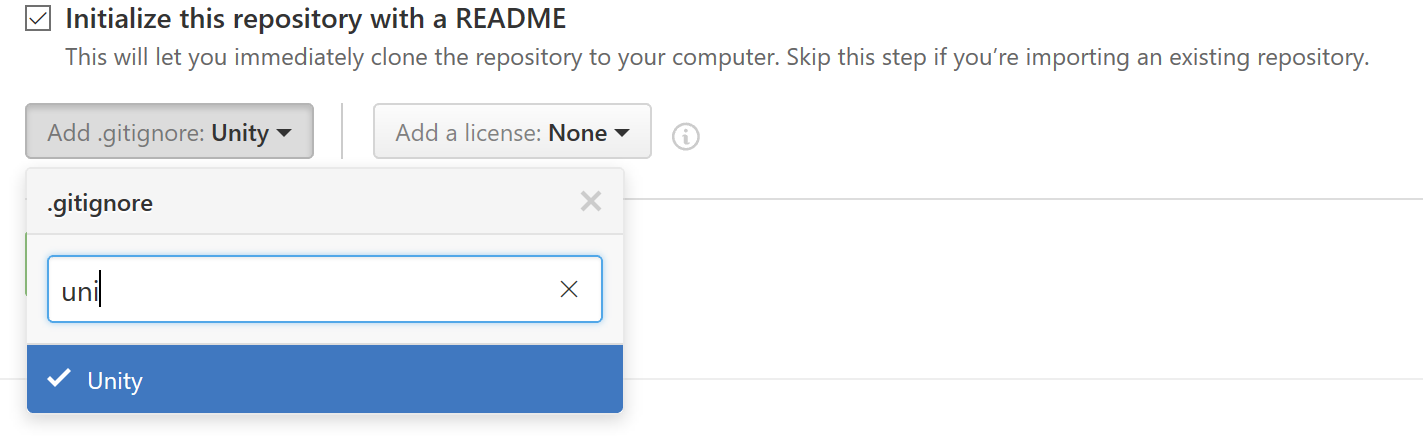 Initialize this repository with a README
This will let you immediately clone the repository to your computer. Skip this step if you’re importing an existing repository.
Add .gitignore: Unity
Add a license: None
.gitignore
uni
Unity